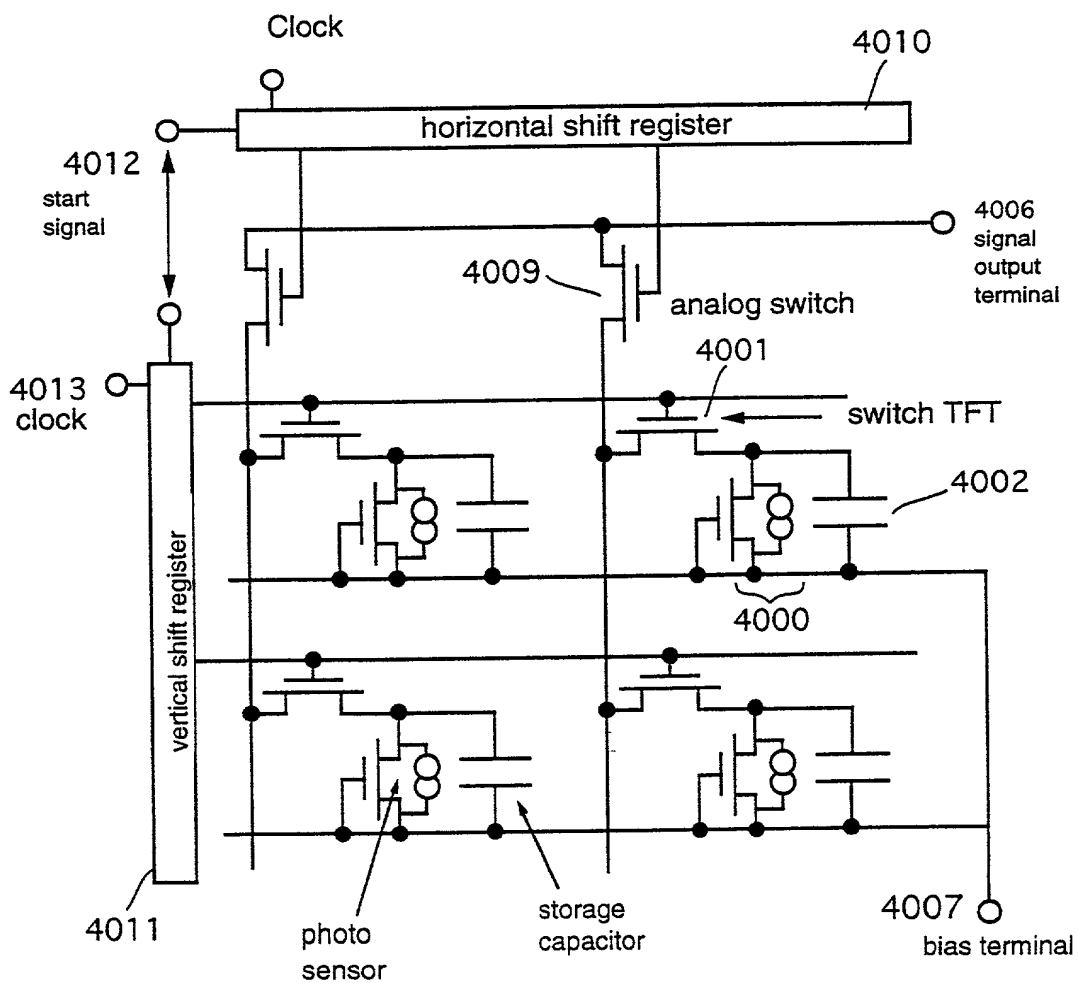 Clock
4010
horizontal shift register
4012
start
signal
4006
signal
output
terminal
4009
analog switch
4001
4013
clock
switch TFT
4002
vertical shift register
4000
4011
photo
sensor
storage
capacitor
4007
bias terminal